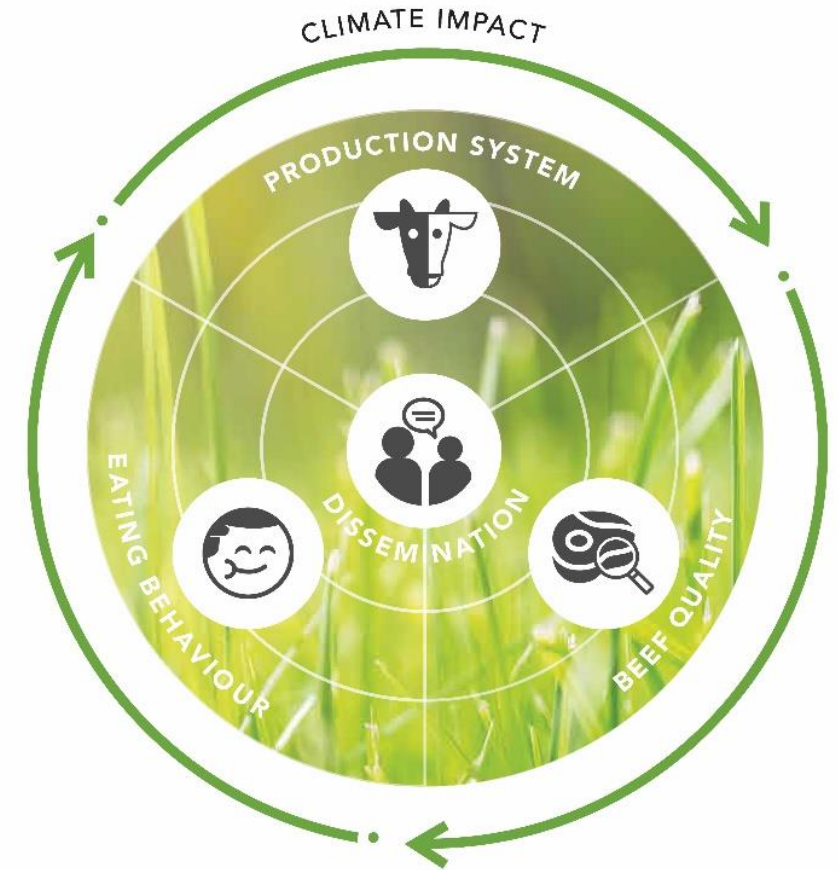 CLIMATE IMPACT
PRODUCTION SYSTEM
DISSEMINATION
EATING BEHAVIOUR
BEEF QUALITY